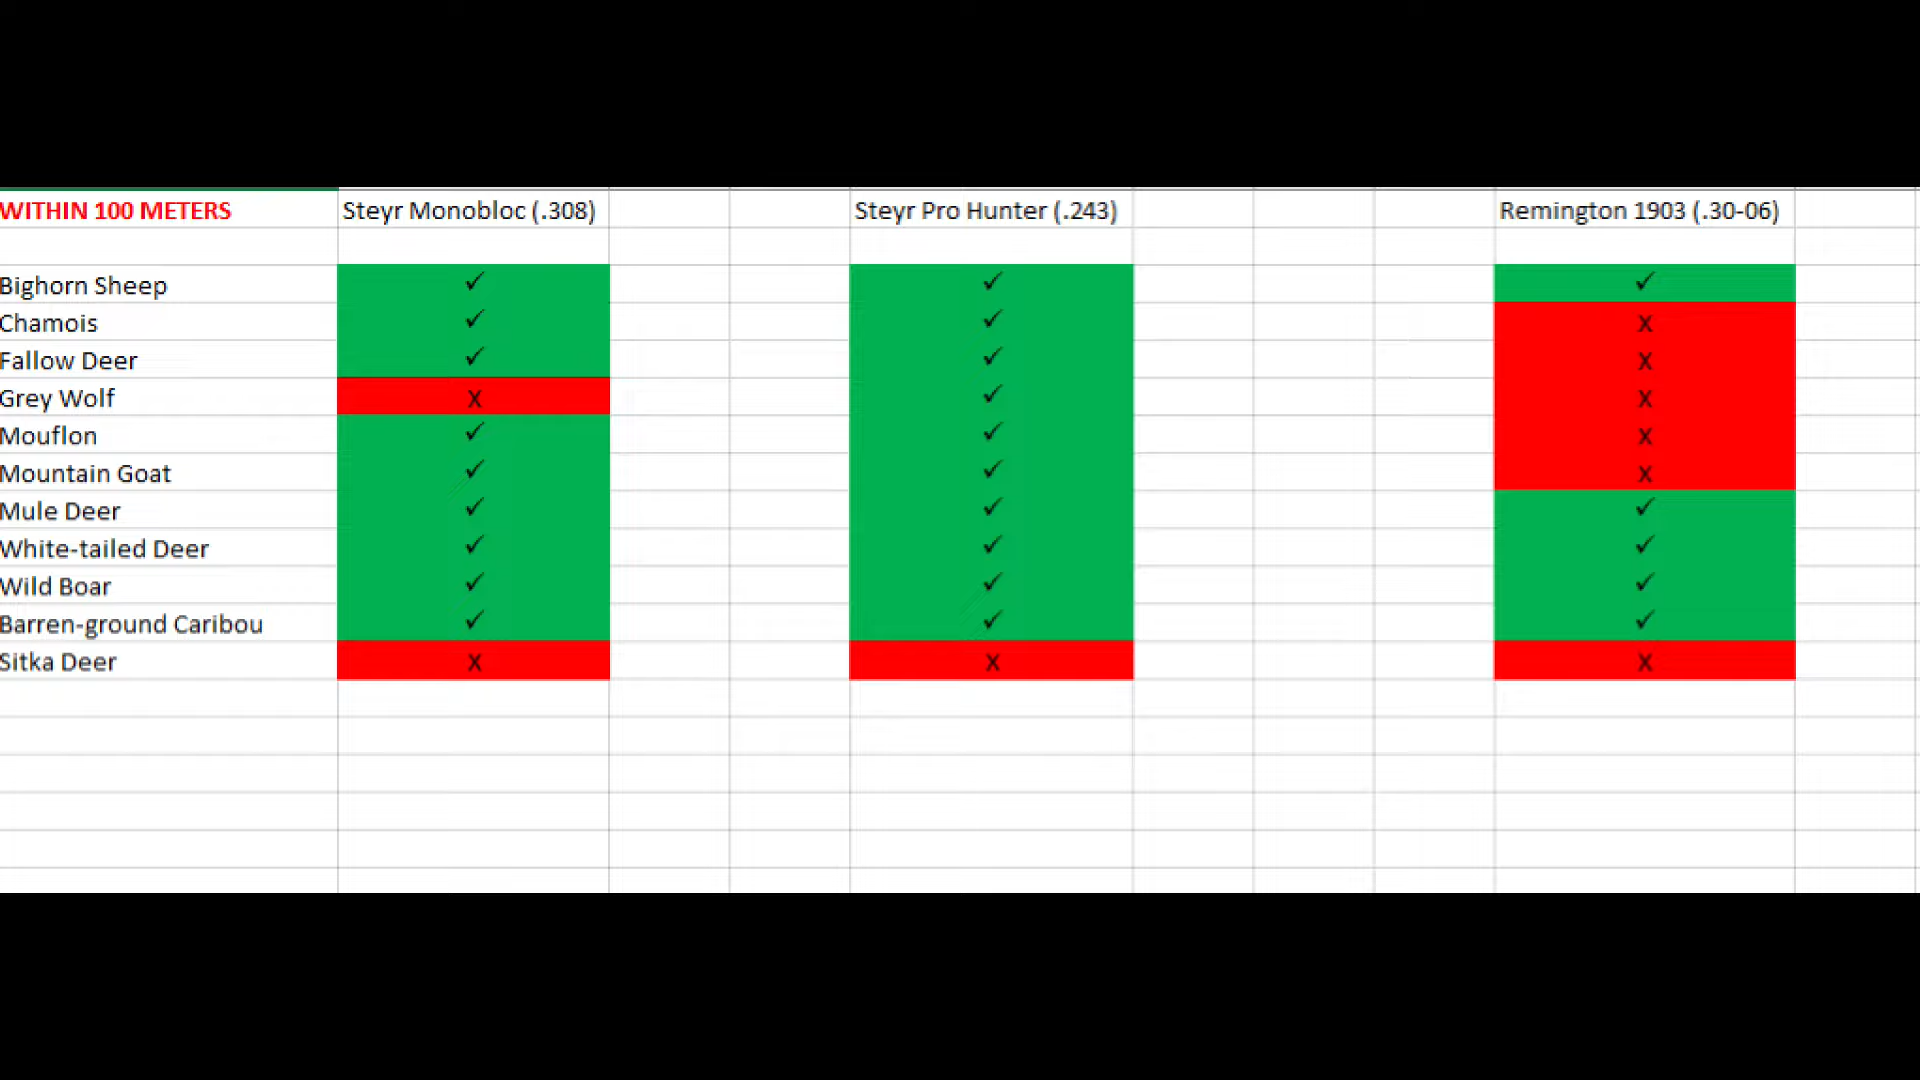 WITHIN 100 METERS Steyr Monobloc (.308) Steyr Pro Hunter (.243) Remington 1903 (.30-06)
Bighorn Sheep ✓ ✓ ✓
Chamois ✓ ✓ X
Fallow Deer ✓ ✓ X
Grey Wolf X ✓ X
Mouflon ✓ ✓ X
Mountain Goat ✓ ✓ X
Mule Deer ✓ ✓ ✓
White-tailed Deer ✓ ✓ ✓
Wild Boar ✓ ✓ ✓
Barren-ground Caribou ✓ ✓ ✓
Sitka Deer X X X